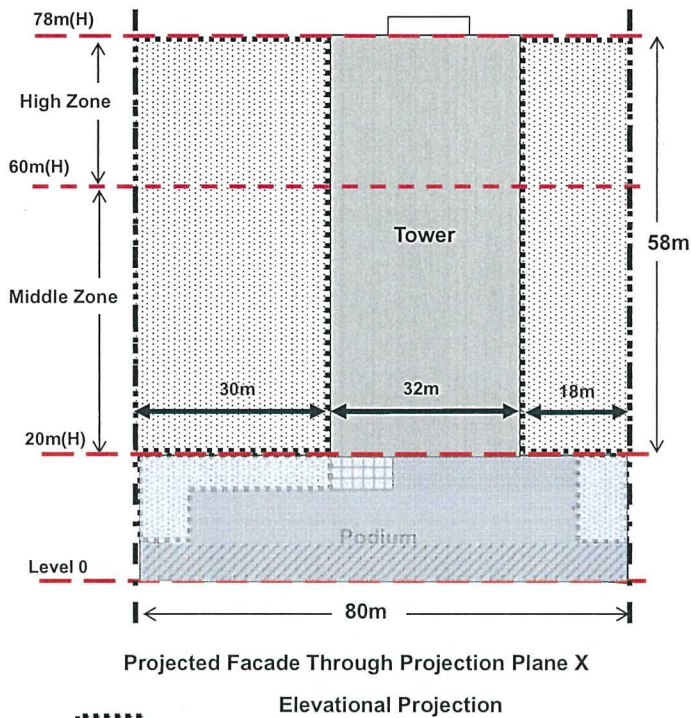 78m(H)
High Zone
60m(H)
Tower
58m
Middle Zone
30m
32m
18m
20m(H)
Podium
Level 0
80m
Projected Facade Through Projection Plane X
Elevational Projection